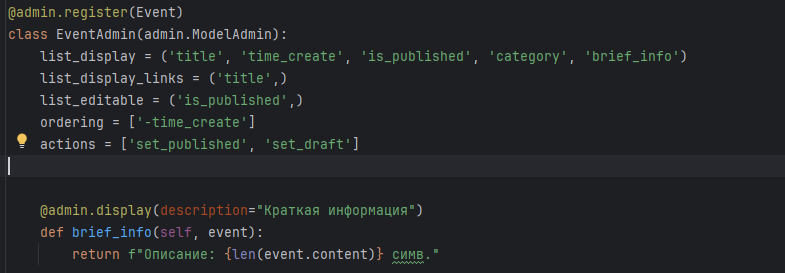 @admin.register(Event)
class EventAdmin(admin.ModelAdmin):
    list_display = ('title', 'time_create', 'is_published', 'category', 'brief_info')
    list_display_links = ('title',)
    list_editable = ('is_published',)
    ordering = ['-time_create']
    actions = ['set_published', 'set_draft']
    @admin.display(description="Краткая информация")
    def brief_info(self, event):
        return f"Описание: {len(event.content)} симв."